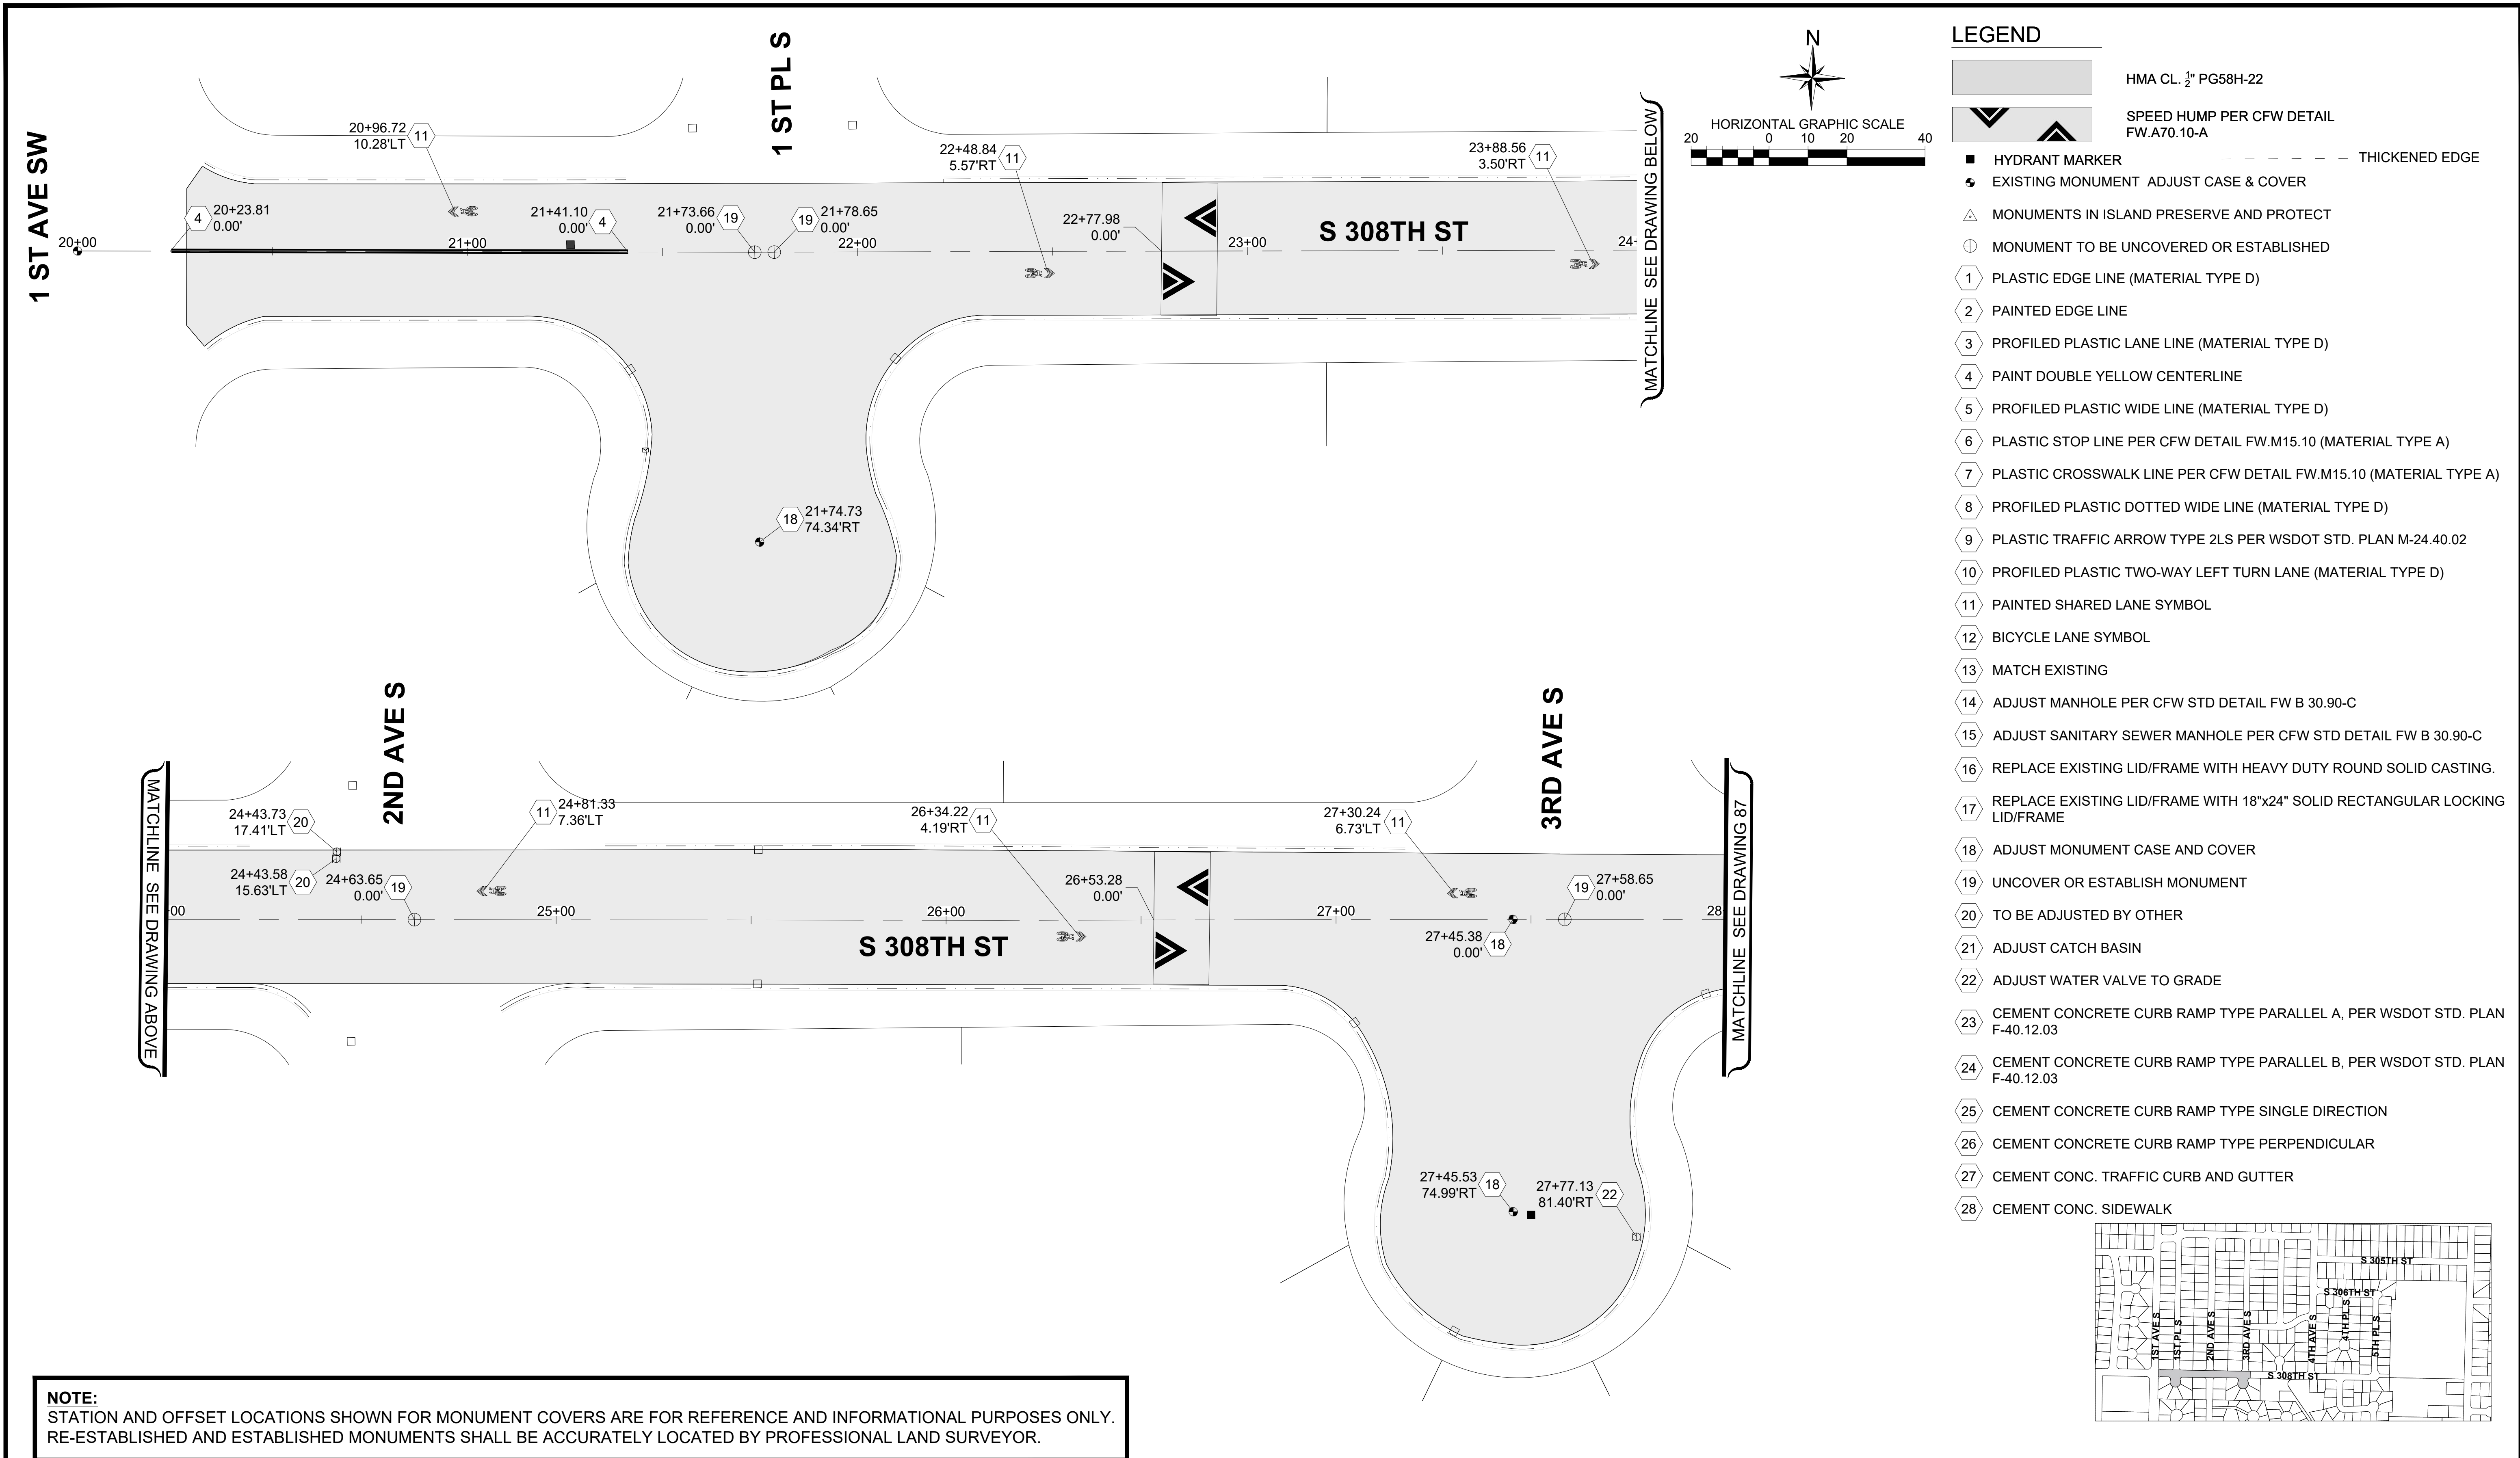 1ST AVE SW
1 ST PL S
20+96.72
10.28'LT
11
22+48.84
5.57'RT
11
23+88.56
3.50'RT
11
4
20+23.81
0.00'
21+41.10
0.00'
4
21+73.66
0.00'
19
19
21+78.65
0.00'
22+77.98
0.00'
20+00
21+00
22+00
23+00
24+
S 308TH ST
MATCHLINE SEE DRAWING BELOW
18
21+74.73
74.34'RT
N
HORIZONTAL GRAPHIC SCALE
20 0 10 20 40
2ND AVE S
3RD AVE S
MATCHLINE SEE DRAWING ABOVE
24+43.73
17.41'LT
20
24+43.58
15.63'LT
20
24+63.65
0.00'
19
11
24+81.33
7.36'LT
26+34.22
4.19'RT
11
26+53.28
0.00'
27+30.24
6.73'LT
11
19
27+58.65
0.00'
27+45.38
0.00'
18
00
25+00
26+00
27+00
28
S 308TH ST
MATCHLINE SEE DRAWING 87
27+45.53
74.99'RT
18
27+77.13
81.40'RT
22
NOTE:
STATION AND OFFSET LOCATIONS SHOWN FOR MONUMENT COVERS ARE FOR REFERENCE AND INFORMATIONAL PURPOSES ONLY.
RE-ESTABLISHED AND ESTABLISHED MONUMENTS SHALL BE ACCURATELY LOCATED BY PROFESSIONAL LAND SURVEYOR.
LEGEND
HMA CL. ½" PG58H-22
SPEED HUMP PER CFW DETAIL
FW.A70.10-A
HYDRANT MARKER
THICKENED EDGE
EXISTING MONUMENT ADJUST CASE & COVER
MONUMENTS IN ISLAND PRESERVE AND PROTECT
MONUMENT TO BE UNCOVERED OR ESTABLISHED
1 PLASTIC EDGE LINE (MATERIAL TYPE D)
2 PAINTED EDGE LINE
3 PROFILED PLASTIC LANE LINE (MATERIAL TYPE D)
4 PAINT DOUBLE YELLOW CENTERLINE
5 PROFILED PLASTIC WIDE LINE (MATERIAL TYPE D)
6 PLASTIC STOP LINE PER CFW DETAIL FW.M15.10 (MATERIAL TYPE A)
7 PLASTIC CROSSWALK LINE PER CFW DETAIL FW.M15.10 (MATERIAL TYPE A)
8 PROFILED PLASTIC DOTTED WIDE LINE (MATERIAL TYPE D)
9 PLASTIC TRAFFIC ARROW TYPE 2LS PER WSDOT STD. PLAN M-24.40.02
10 PROFILED PLASTIC TWO-WAY LEFT TURN LANE (MATERIAL TYPE D)
11 PAINTED SHARED LANE SYMBOL
12 BICYCLE LANE SYMBOL
13 MATCH EXISTING
14 ADJUST MANHOLE PER CFW STD DETAIL FW B 30.90-C
15 ADJUST SANITARY SEWER MANHOLE PER CFW STD DETAIL FW B 30.90-C
16 REPLACE EXISTING LID/FRAME WITH HEAVY DUTY ROUND SOLID CASTING.
17 REPLACE EXISTING LID/FRAME WITH 18"x24" SOLID RECTANGULAR LOCKING
LID/FRAME
18 ADJUST MONUMENT CASE AND COVER
19 UNCOVER OR ESTABLISH MONUMENT
20 TO BE ADJUSTED BY OTHER
21 ADJUST CATCH BASIN
22 ADJUST WATER VALVE TO GRADE
23 CEMENT CONCRETE CURB RAMP TYPE PARALLEL A, PER WSDOT STD. PLAN
F-40.12.03
24 CEMENT CONCRETE CURB RAMP TYPE PARALLEL B, PER WSDOT STD. PLAN
F-40.12.03
25 CEMENT CONCRETE CURB RAMP TYPE SINGLE DIRECTION
26 CEMENT CONCRETE CURB RAMP TYPE PERPENDICULAR
27 CEMENT CONC. TRAFFIC CURB AND GUTTER
28 CEMENT CONC. SIDEWALK
S 305TH ST
S 306TH ST
1ST AVE S
1ST PL S
2ND AVE S
3RD AVE S
4TH AVE S
4TH PL S
5TH PL S
S 308TH ST